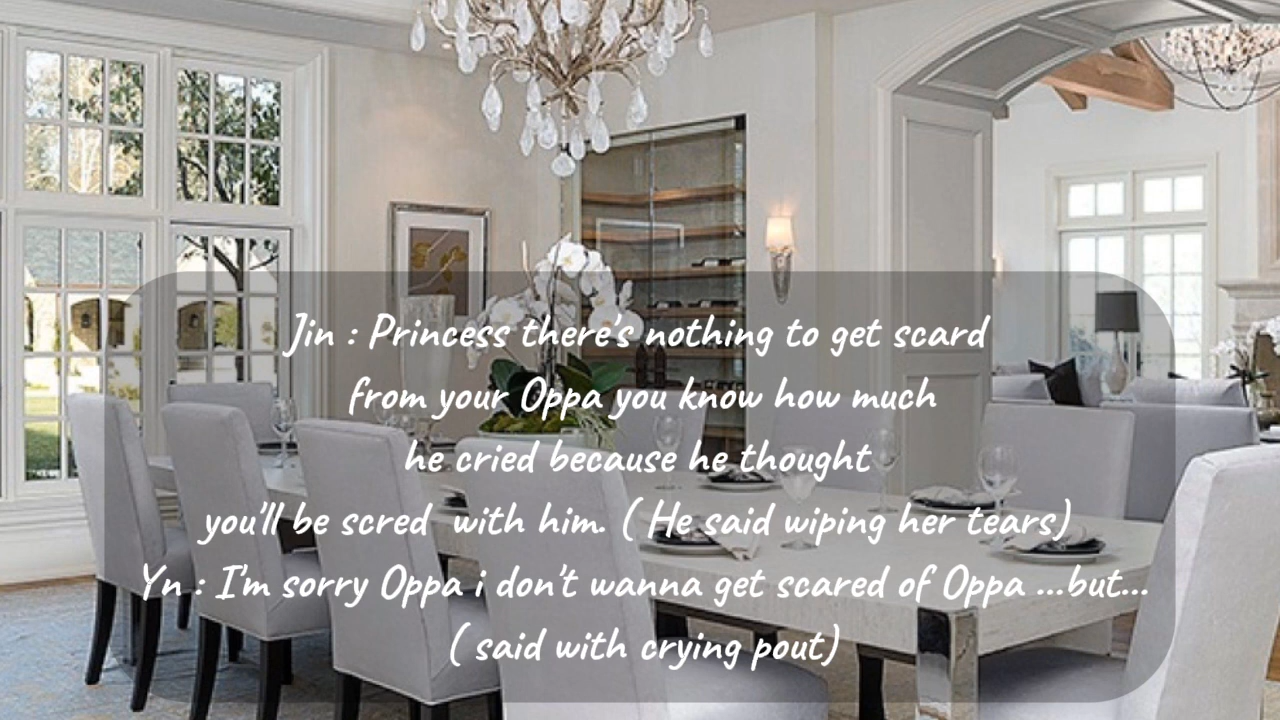 Jin : Princess there's nothing to get scard
from your Oppa you know how much
he cried because he thought
you'll be scred with him. ( He said wiping her tears)
Yn : I'm sorry Oppa i don't wanna get scared of Oppa ...but...
( said with crying pout)